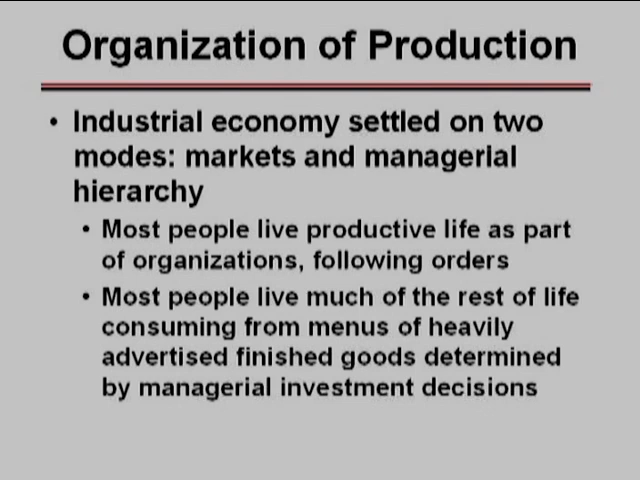 Organization of Production
• Industrial economy settled on two
modes: markets and managerial
hierarchy
• Most people live productive life as part
of organizations, following orders
• Most people live much of the rest of life
consuming from menus of heavily
advertised finished goods determined
by managerial investment decisions